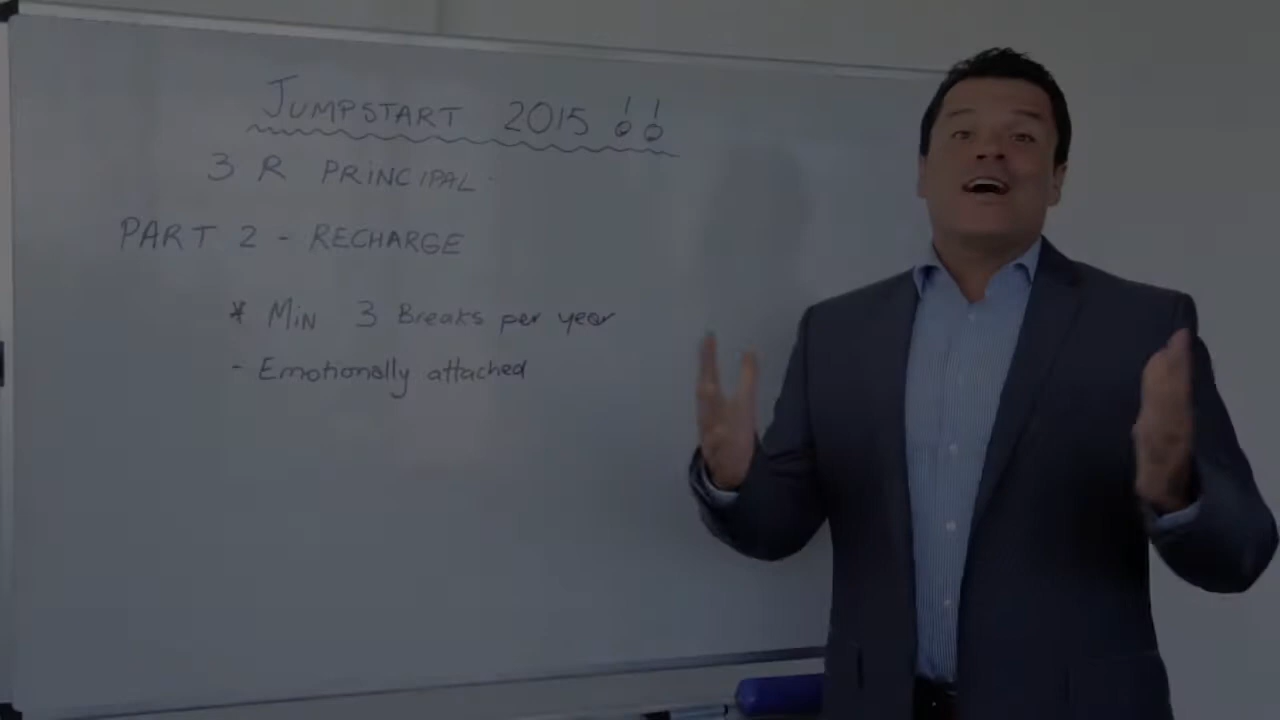 JUMPSTART 2015 !!
3 R PRINCIPAL
PART 2 - RECHARGE
* MIN 3 Breaks per year
- Emotionally attached